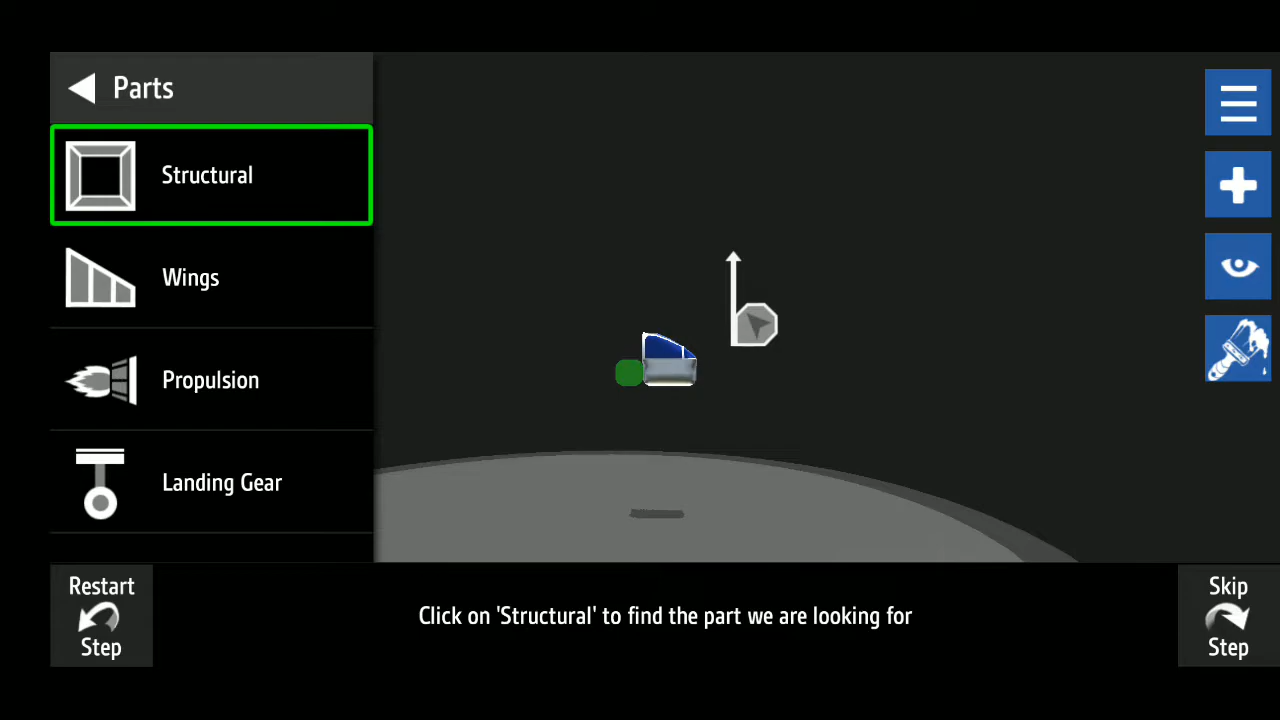 Parts
Structural
Wings
Propulsion
Landing Gear
Restart
Step
Click on 'Structural' to find the part we are looking for
Skip
Step